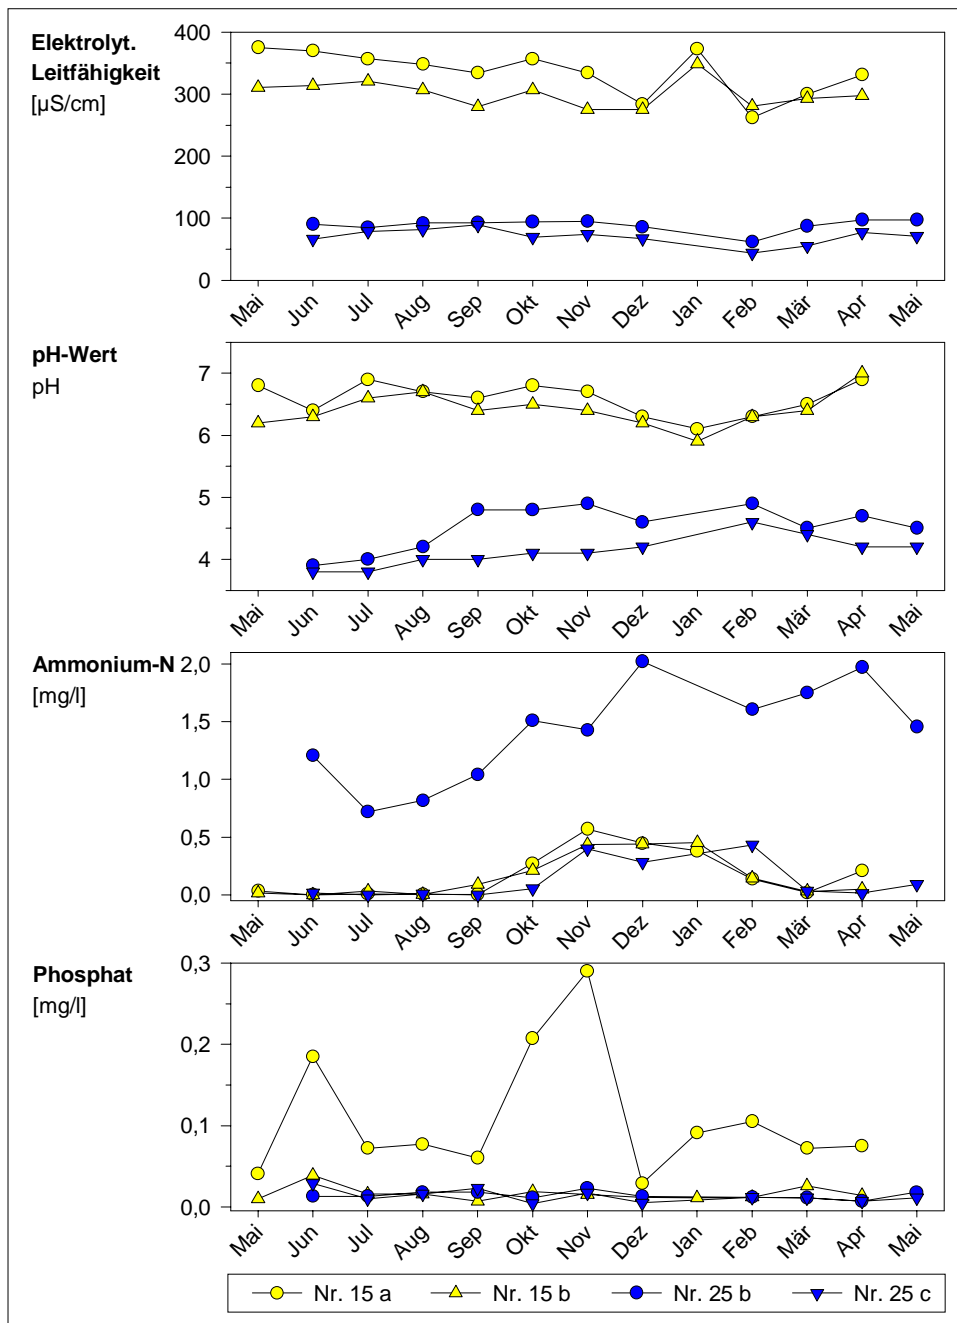 Elektrolyt.
Leitfähigkeit
[µS/cm]
400
300
200
100
0
Mai Jun Jul Aug Sep Okt Nov Dez Jan Feb Mär Apr Mai
pH-Wert
pH
7
6
5
4
Mai Jun Jul Aug Sep Okt Nov Dez Jan Feb Mär Apr Mai
Ammonium-N
[mg/l]
2,0
1,5
1,0
0,5
0,0
Mai Jun Jul Aug Sep Okt Nov Dez Jan Feb Mär Apr Mai
Phosphat
[mg/l]
0,3
0,2
0,1
0,0
Mai Jun Jul Aug Sep Okt Nov Dez Jan Feb Mär Apr Mai
Nr. 15 a Nr. 15 b Nr. 25 b Nr. 25 c